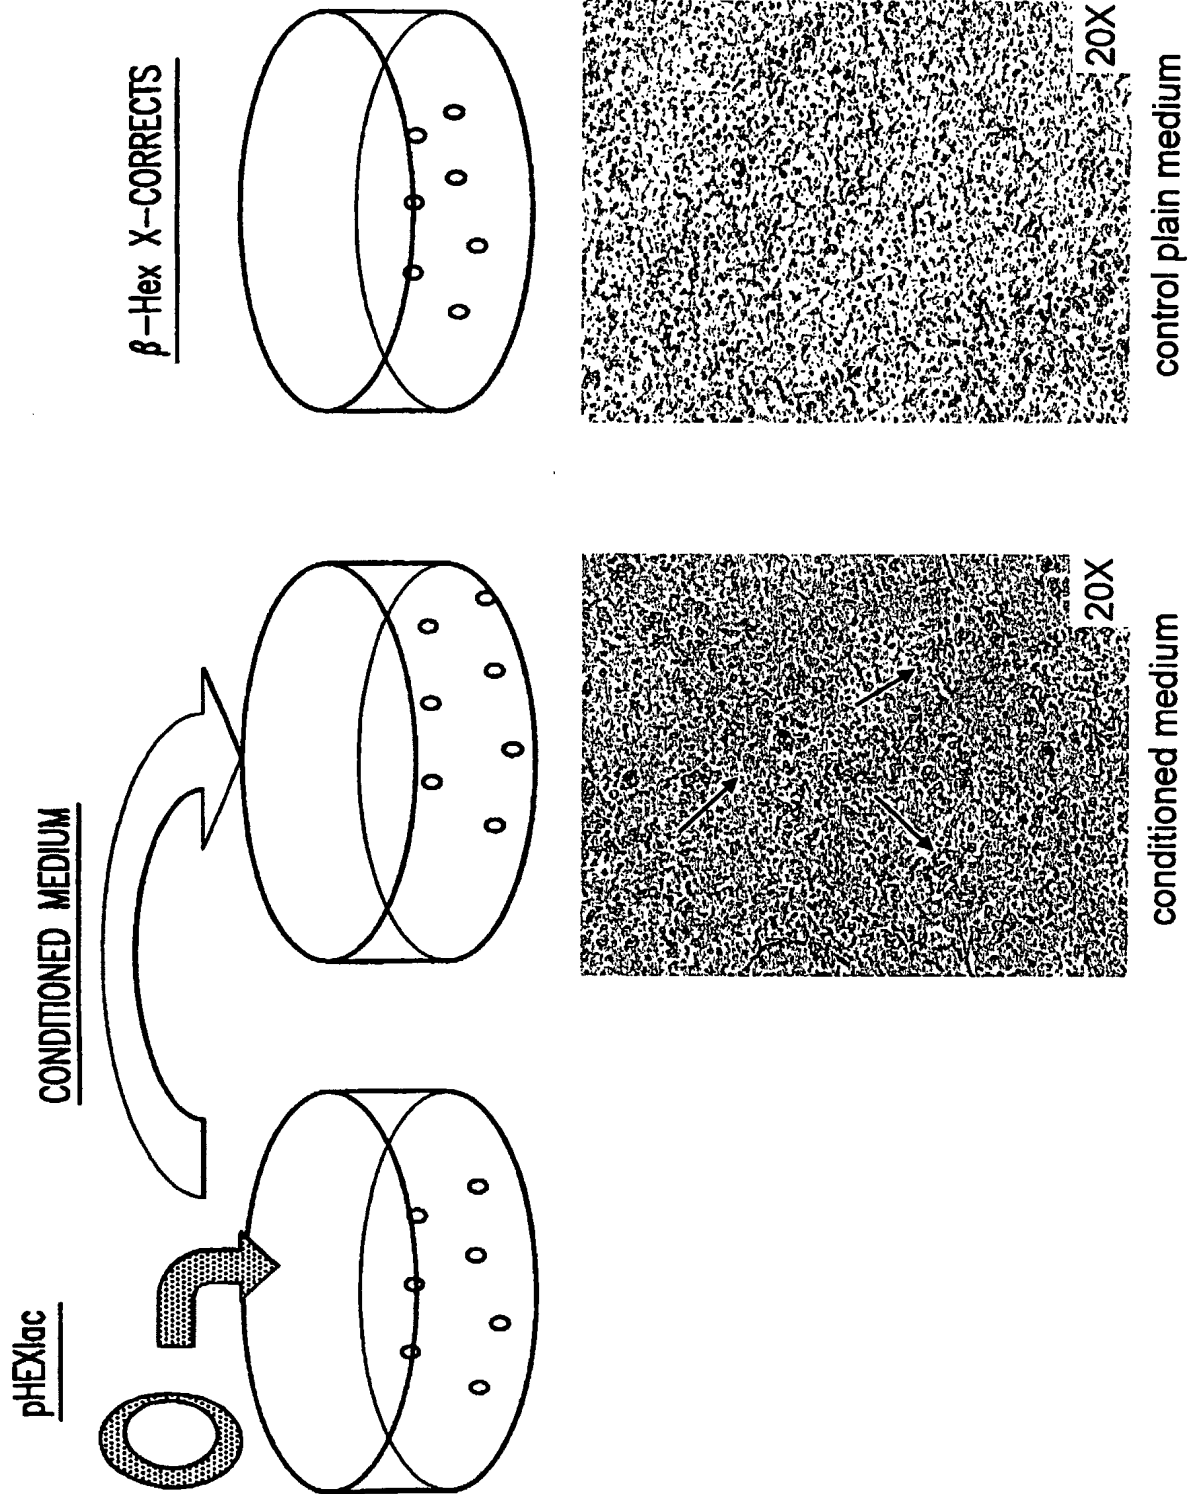 pHEXlac
CONDITIONED MEDIUM
β-Hex X-CORRECTS
20X
20X
conditioned medium
control plain medium